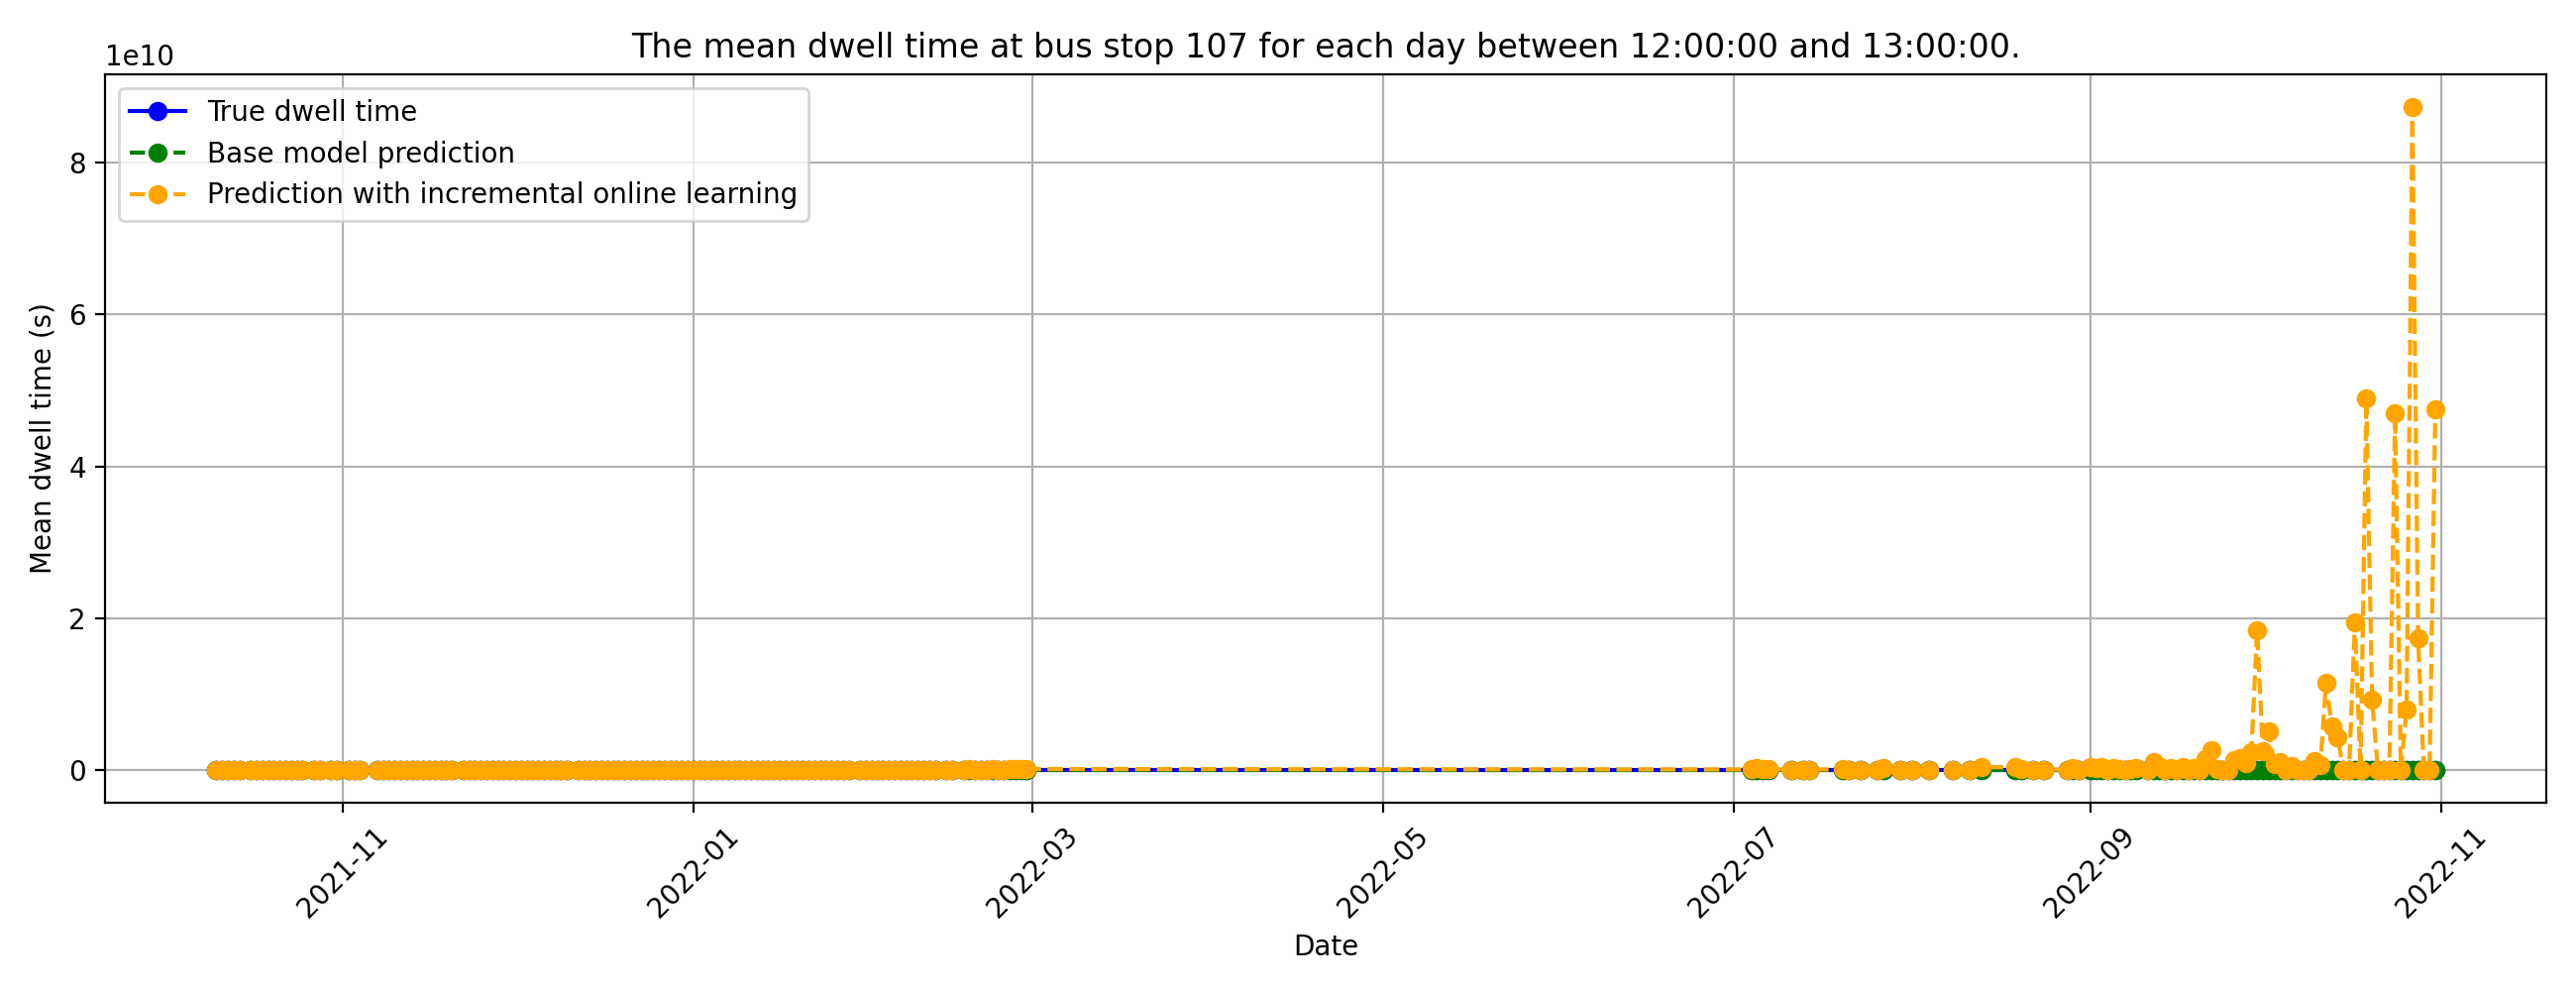 The mean dwell time at bus stop 107 for each day between 12:00:00 and 13:00:00.
1e10
True dwell time
Base model prediction
Prediction with incremental online learning
Mean dwell time (s)
8
6
4
2
0
2021-11
2022-01
2022-03
2022-05
2022-07
2022-09
2022-11
Date